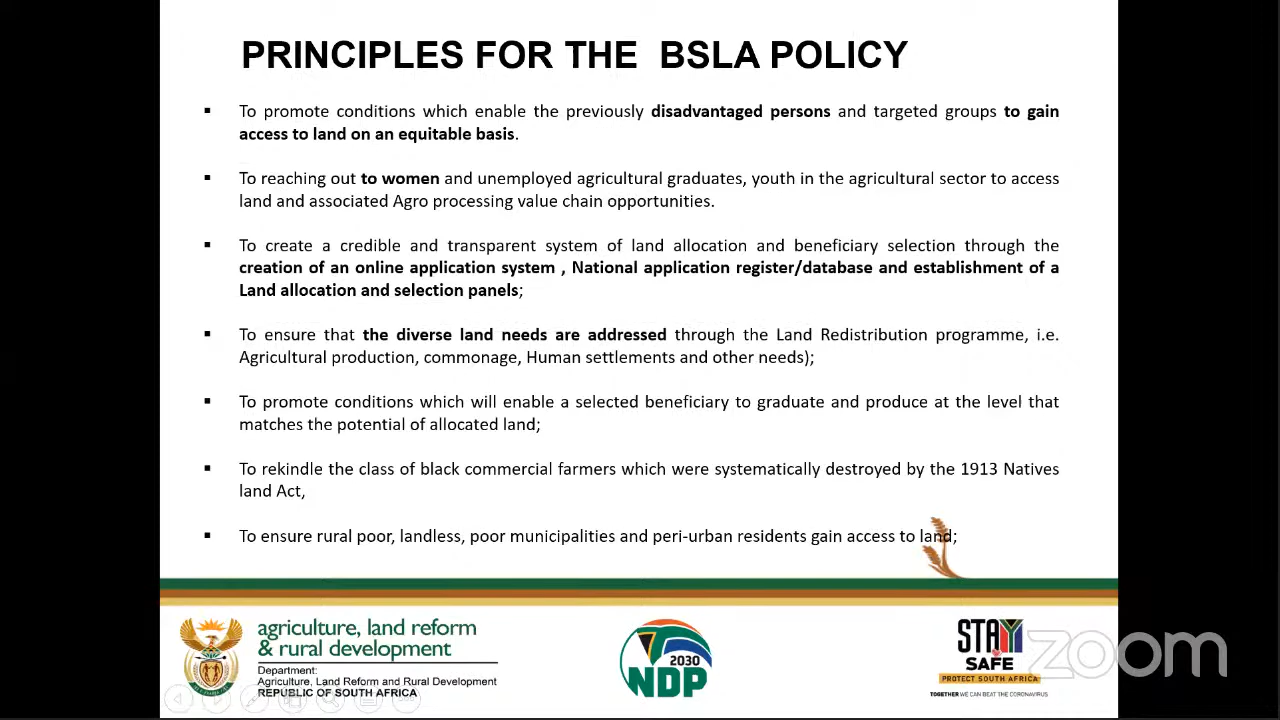 PRINCIPLES FOR THE BSLA POLICY
▪ To promote conditions which enable the previously disadvantaged persons and targeted groups to gain
access to land on an equitable basis.
▪ To reaching out to women and unemployed agricultural graduates, youth in the agricultural sector to access
land and associated Agro processing value chain opportunities.
▪ To create a credible and transparent system of land allocation and beneficiary selection through the
creation of an online application system , National application register/database and establishment of a
Land allocation and selection panels;
▪ To ensure that the diverse land needs are addressed through the Land Redistribution programme, i.e.
Agricultural production, commonage, Human settlements and other needs);
▪ To promote conditions which will enable a selected beneficiary to graduate and produce at the level that
matches the potential of allocated land;
▪ To rekindle the class of black commercial farmers which were systematically destroyed by the 1913 Natives
land Act,
▪ To ensure rural poor, landless, poor municipalities and peri-urban residents gain access to land;
agriculture, land reform
& rural development
Department:
Agriculture, Land Reform and Rural Development
REPUBLIC OF SOUTH AFRICA
2030
NDP
STAY
SAFE
PROTECT SOUTH AFRICA
TOGETHER WE CAN BEAT THE CORONAVIRUS
zoom